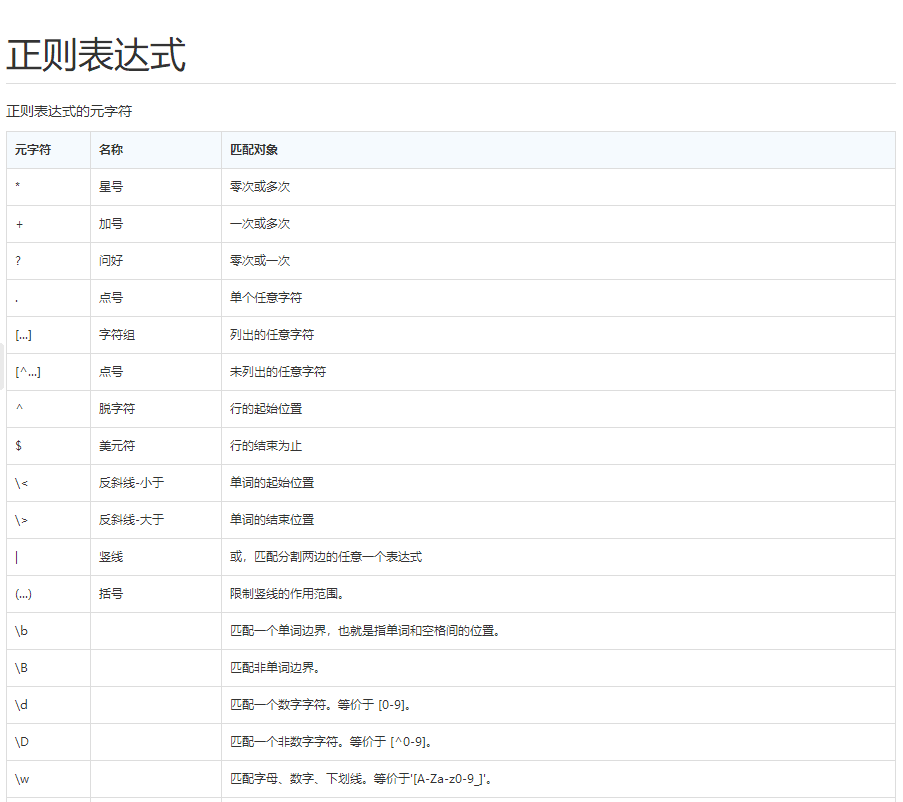 正则表达式
正则表达式的元字符
元字符 名称 匹配对象
* 星号 零次或多次
+ 加号 一次或多次
? 问好 零次或一次
. 点号 单个任意字符
[...] 字符组 列出的任意字符
[^...] 点号 未列出的任意字符
^ 脱字符 行的起始位置
$ 美元符 行的结束为止
\< 反斜线-小于 单词的起始位置
\> 反斜线-大于 单词的结束位置
| 竖线 或，匹配分割两边的任意一个表达式
(...) 括号 限制竖线的作用范围。
\b 匹配一个单词边界，也就是指单词和空格间的位置。
\B 匹配非单词边界。
\d 匹配一个数字字符。等价于 [0-9]。
\D 匹配一个非数字字符。等价于 [^0-9]。
\w 匹配字母、数字、下划线。等价于'[A-Za-z0-9_]'。